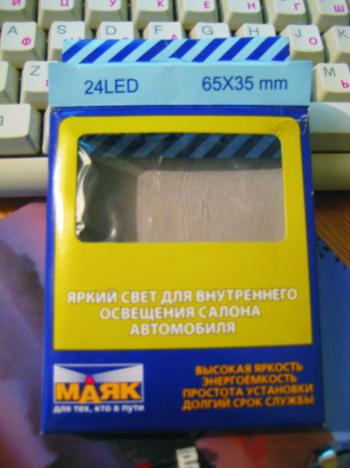 24LED 65X35 mm
ЯРКИЙ СВЕТ ДЛЯ ВНУТРЕННЕГО
ОСВЕЩЕНИЯ САЛОНА
АВТОМОБИЛЯ
МАЯК
для тех, кто в пути
ВЫСОКАЯ ЯРКОСТЬ
ЭНЕРГОЁМКОСТЬ
ПРОСТОТА УСТАНОВКИ
ДОЛГИЙ СРОК СЛУЖБЫ